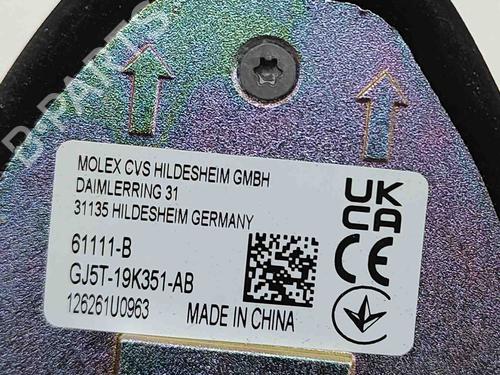 B-PARTS
MOLEX CVS HILDESHEIM GMBH
DAIMLERRING 31
31135 HILDESHEIM GERMANY
61111-B
GJ5T-19K351-AB
126261U0963
MADE IN CHINA
UK
CA
CE